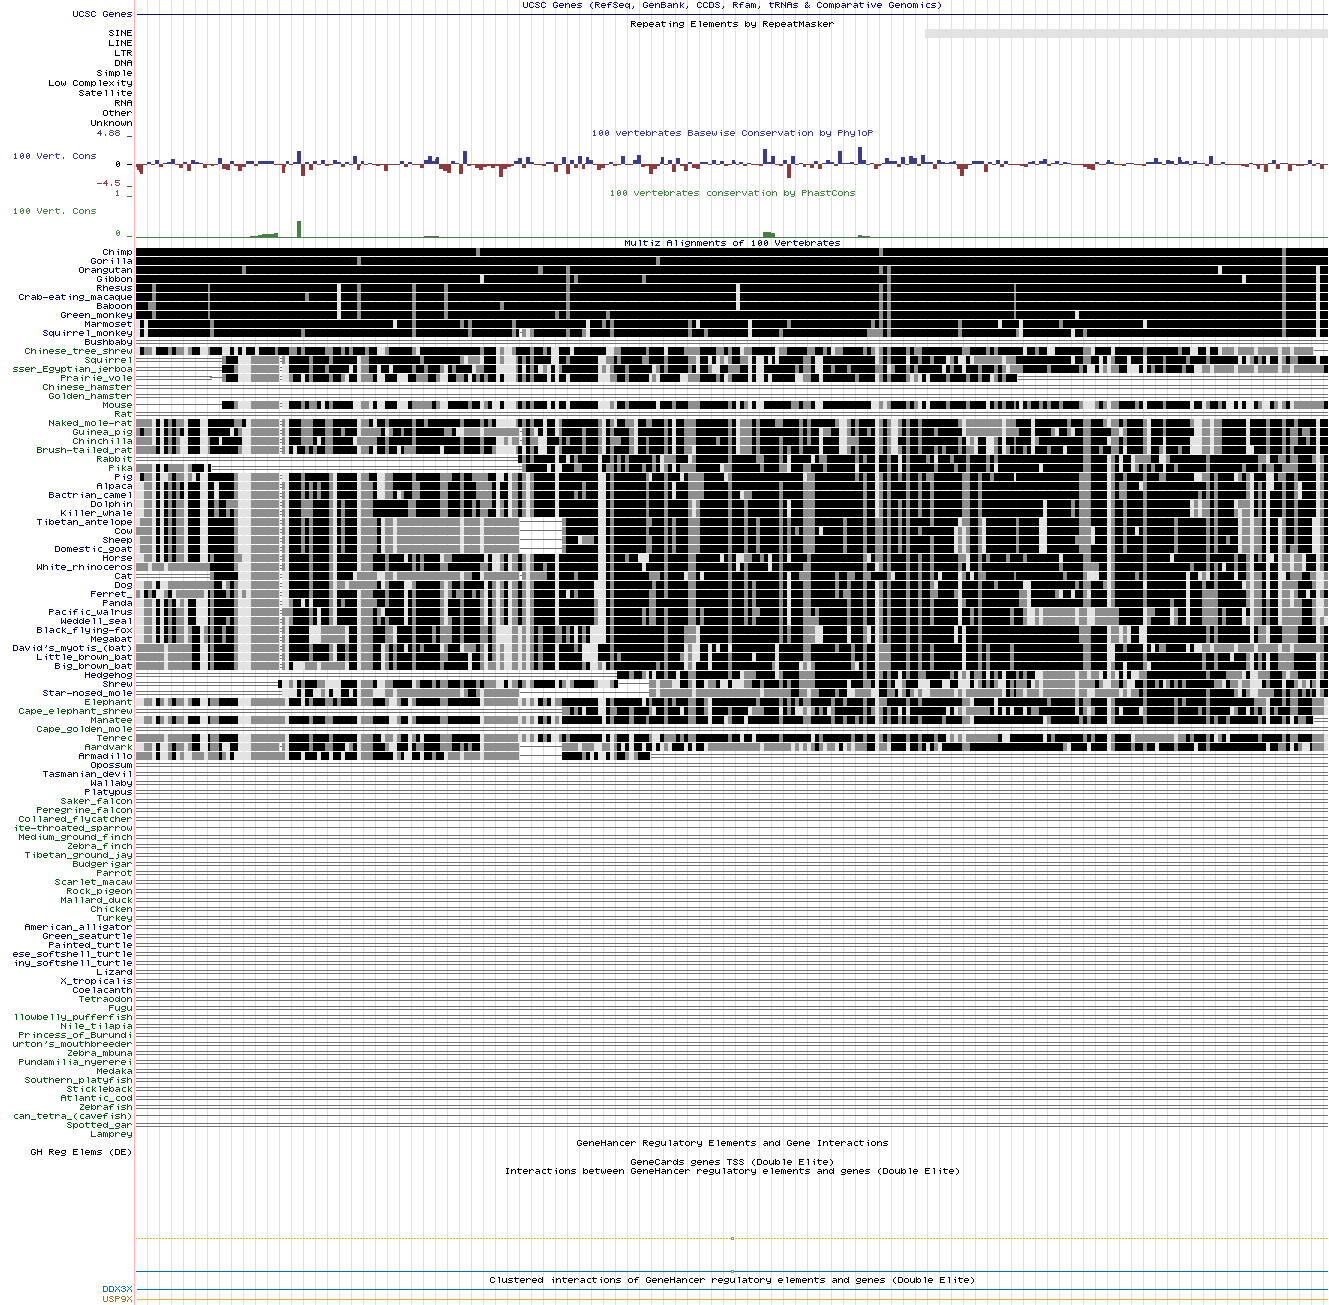 UCSC Genes (RefSeq, GenBank, CCDS, Rfam, tRNAs & Comparative Genomics)
UCSC Genes
Repeating Elements by RepeatMasker
SINE
LINE
LTR
DNA
Simple
Low Complexity
Satellite
RNA
Other
Unknown
100 vertebrates Basewise Conservation by PhyloP
4.88 _
100 Vert. Cons
0 _
-4.5 _
100 vertebrates conservation by PhastCons
1 _
100 Vert. Cons
0 _
Multiz Alignments of 100 Vertebrates
Chimp
Gorilla
Orangutan
Gibbon
Rhesus
Crab-eating_macaque
Baboon
Green_monkey
Marmoset
Squirrel_monkey
Bushbaby
Chinese_tree_shrew
Squirrel
sser_Egyptian_jerboa
Prairie_vole
Chinese_hamster
Golden_hamster
Mouse
Rat
Naked_mole-rat
Guinea_pig
Chinchilla
Brush-tailed_rat
Rabbit
Pika
Pig
Alpaca
Bactrian_camel
Dolphin
Killer_whale
Tibetan_antelope
Cow
Sheep
Domestic_goat
Horse
White_rhinoceros
Cat
Dog
Ferret_
Panda
Pacific_walrus
Weddell_seal
Black_flying-fox
Megabat
David's_myotis_(bat)
Little_brown_bat
Big_brown_bat
Hedgehog
Shrew
Star-nosed_mole
Elephant
Cape_elephant_shrew
Manatee
Cape_golden_mole
Tenrec
Aardvark
Armadillo
Opossum
Tasmanian_devil
Wallaby
Platypus
Saker_falcon
Peregrine_falcon
Collared_flycatcher
ite-throated_sparrow
Medium_ground_finch
Zebra_finch
Tibetan_ground_jay
Budgerigar
Parrot
Scarlet_macaw
Rock_pigeon
Mallard_duck
Chicken
Turkey
American_alligator
Green_seaturtle
Painted_turtle
ese_softshell_turtle
iny_softshell_turtle
Lizard
X_tropicalis
Coelacanth
Tetraodon
Fugu
llowbelly_pufferfish
Nile_tilapia
Princess_of_Burundi
urton's_mouthbreeder
Zebra_mbuna
Pundamilia_nyererei
Medaka
Southern_platyfish
Stickleback
Atlantic_cod
Zebrafish
can_tetra_(cavefish)
Spotted_gar
Lamprey
GeneHancer Regulatory Elements and Gene Interactions
GH Reg Elems (DE)
GeneCards genes TSS (Double Elite)
Interactions between GeneHancer regulatory elements and genes (Double Elite)
Clustered interactions of GeneHancer regulatory elements and genes (Double Elite)
DDX3X
USP9X